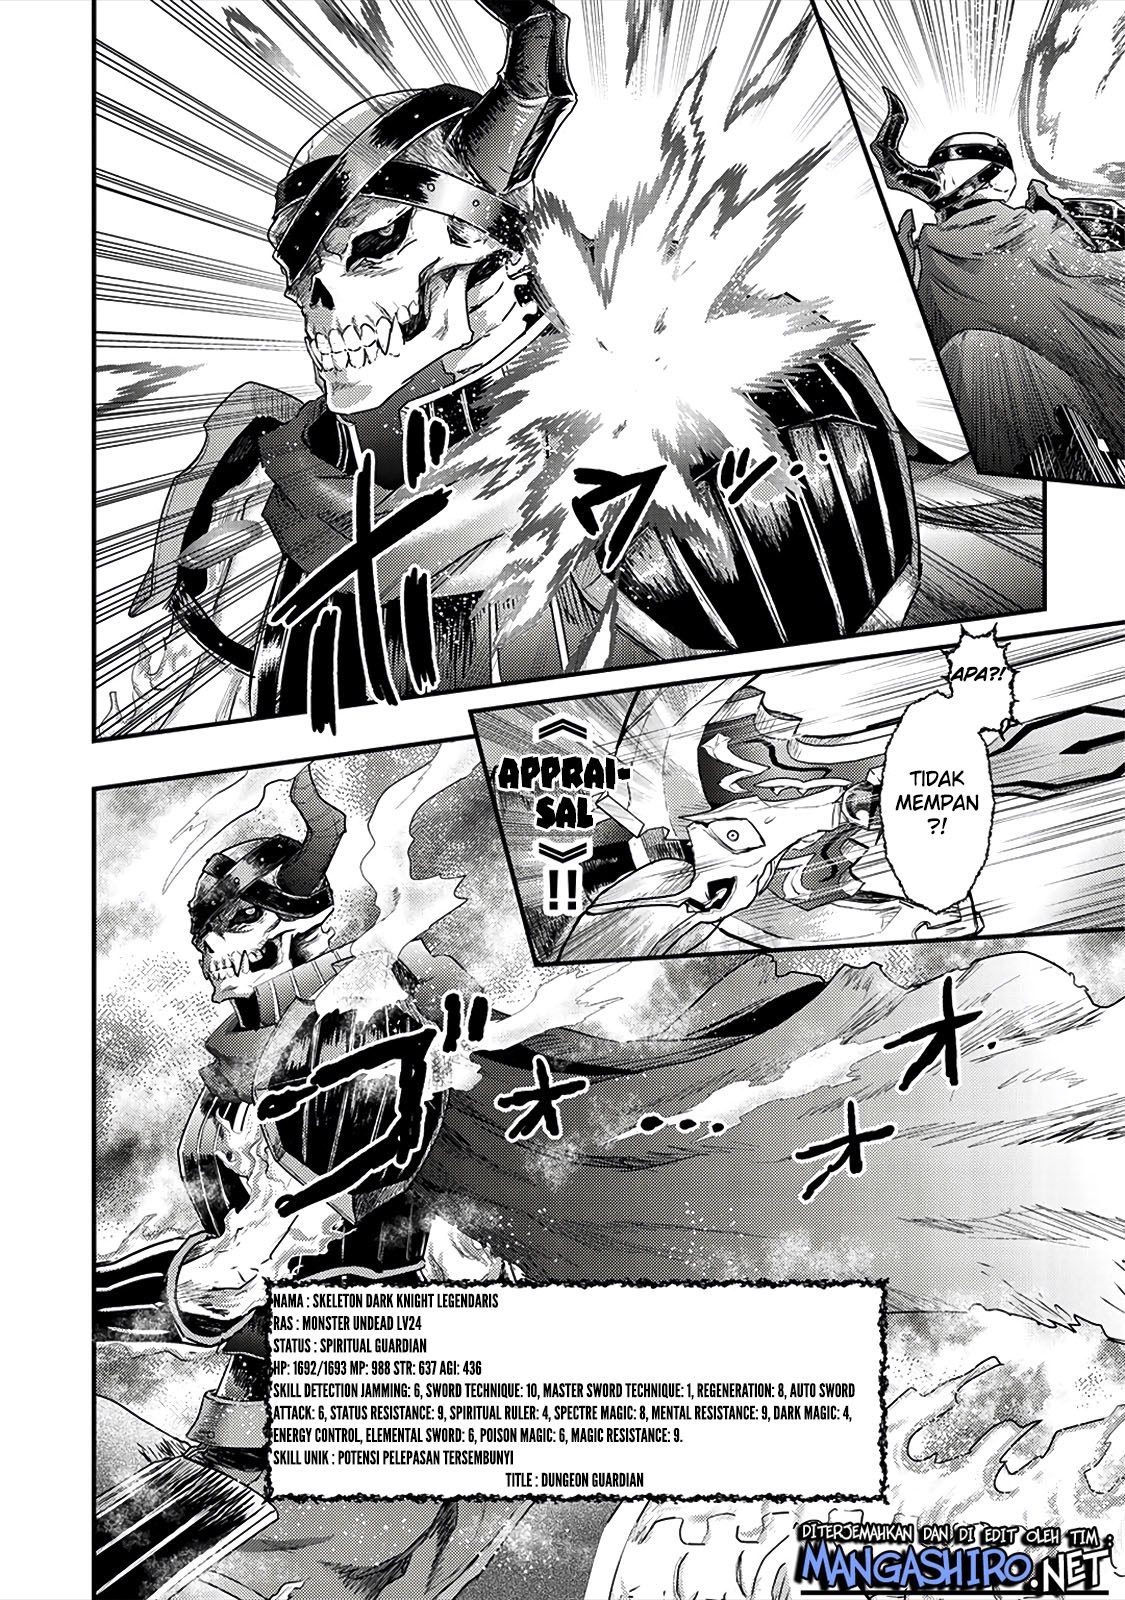 ボッ
ワッ…
APA?!
TIDAK
MEMPAN
?!
《
APPRAI-
SAL
》
!!
ゴォ…ォ…
NAMA : SKELETON DARK KNIGHT LEGENDARIS
RAS : MONSTER UNDEAD LV24
STATUS : SPIRITUAL GUARDIAN
HP: 1692/1693 MP: 988 STR: 637 AGI: 436
SKILL DETECTION JAMMING: 6, SWORD TECHNIQUE: 10, MASTER SWORD TECHNIQUE: 1, REGENERATION: 8, AUTO SWORD
ATTACK: 6, STATUS RESISTANCE: 9, SPIRITUAL RULER: 4, SPECTRE MAGIC: 8, MENTAL RESISTANCE: 9, DARK MAGIC: 4,
ENERGY CONTROL, ELEMENTAL SWORD: 6, POISON MAGIC: 6, MAGIC RESISTANCE: 9.
SKILL UNIK : POTENSI PELEPASAN TERSEMBUNYI
TITLE : DUNGEON GUARDIAN
DITERJEMAHKAN DAN DI EDIT OLEH TIM :
MANGASHIRO.NET